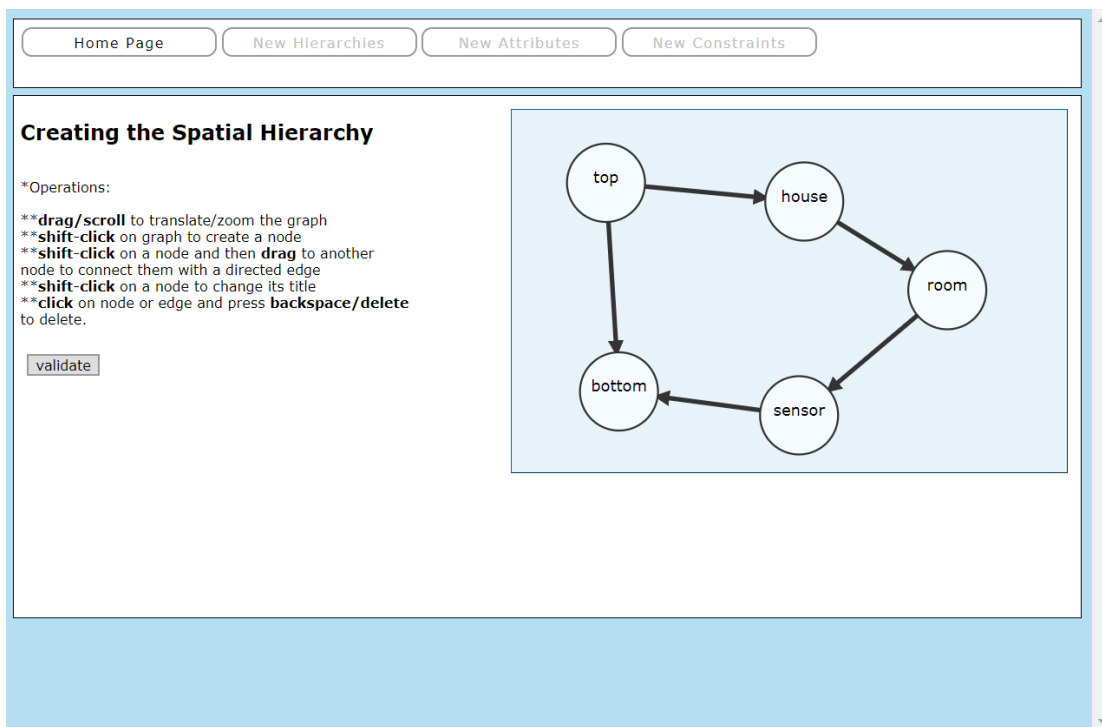 Home Page
New Hierarchies
New Attributes
New Constraints
Creating the Spatial Hierarchy
*Operations:
**drag/scroll to translate/zoom the graph
**shift-click on graph to create a node
**shift-click on a node and then drag to another
node to connect them with a directed edge
**shift-click on a node to change its title
**click on node or edge and press backspace/delete
to delete.
validate
top
house
room
bottom
sensor